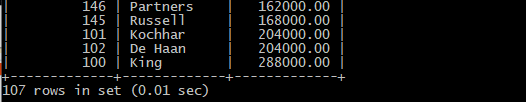 |         146 | Partners    |   162000.00 |
|         145 | Russell     |   168000.00 |
|         101 | Kochhar     |   204000.00 |
|         102 | De Haan     |   204000.00 |
|         100 | King        |   288000.00 |
+-------------+-------------+-------------+
107 rows in set (0.01 sec)